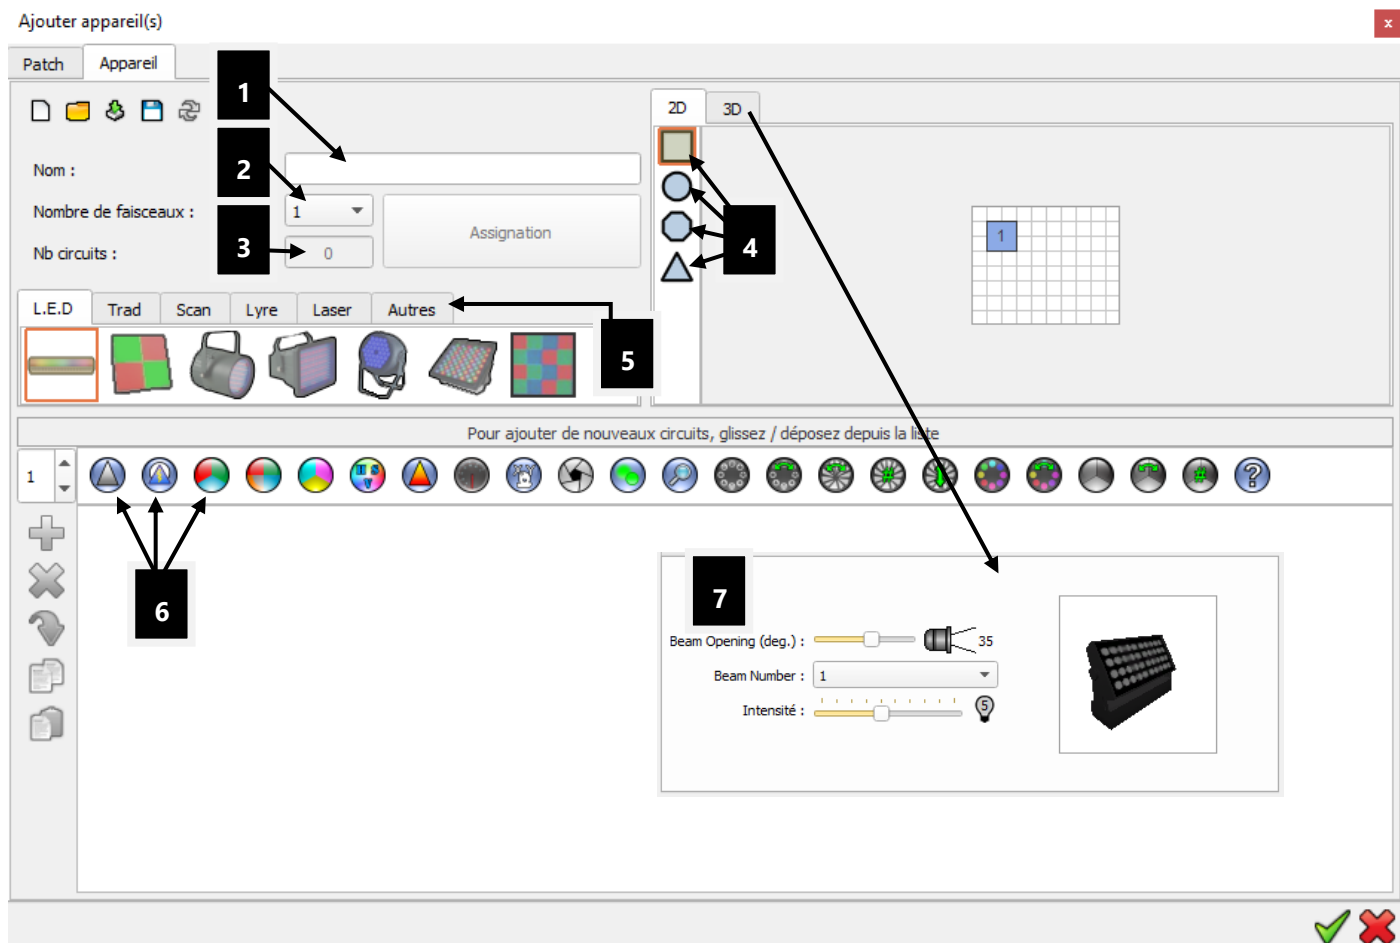 Ajouter appareil(s)
x
Patch Appareil
1
2D 3D
Nom :
2
Nombre de faisceaux : 1
Assignation
3
Nb circuits : 0
4
1
L.E.D Trad Scan Lyre Laser Autres
5
Pour ajouter de nouveaux circuits, glissez / déposez depuis la liste
1
T S V
#
#
?
6
7
Beam Opening (deg.) : 35
Beam Number : 1
Intensité : 5